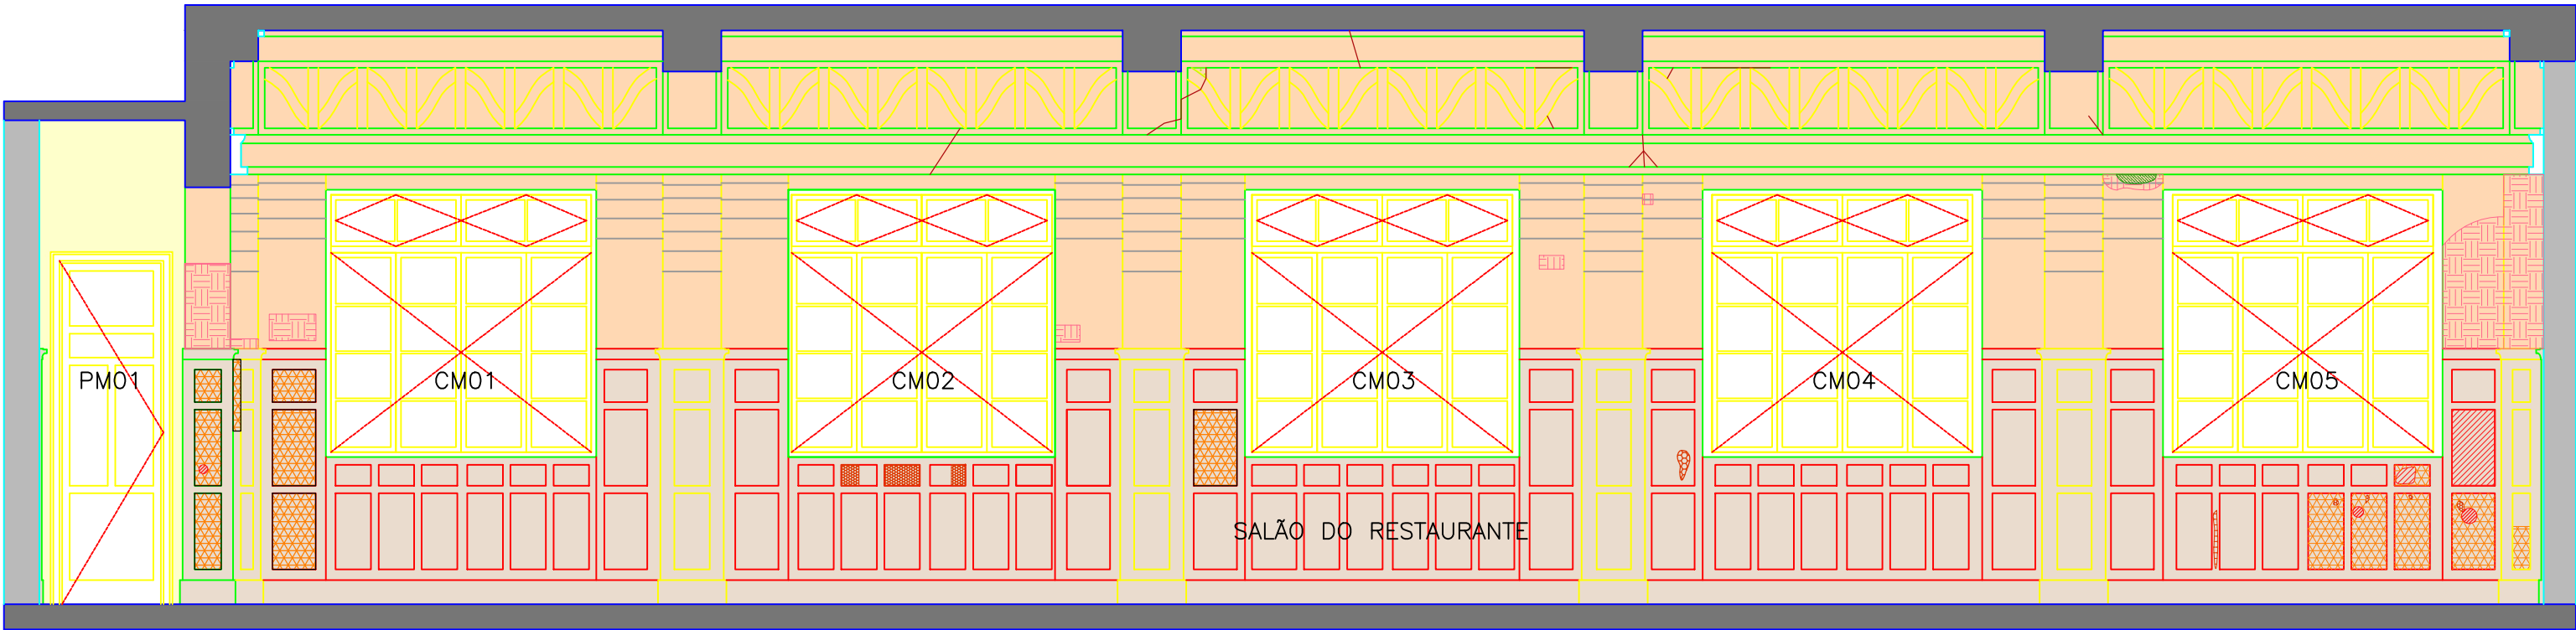 PM01
CM01
CM02
CM03
CM04
CM05
SALÃO DO RESTAURANTE